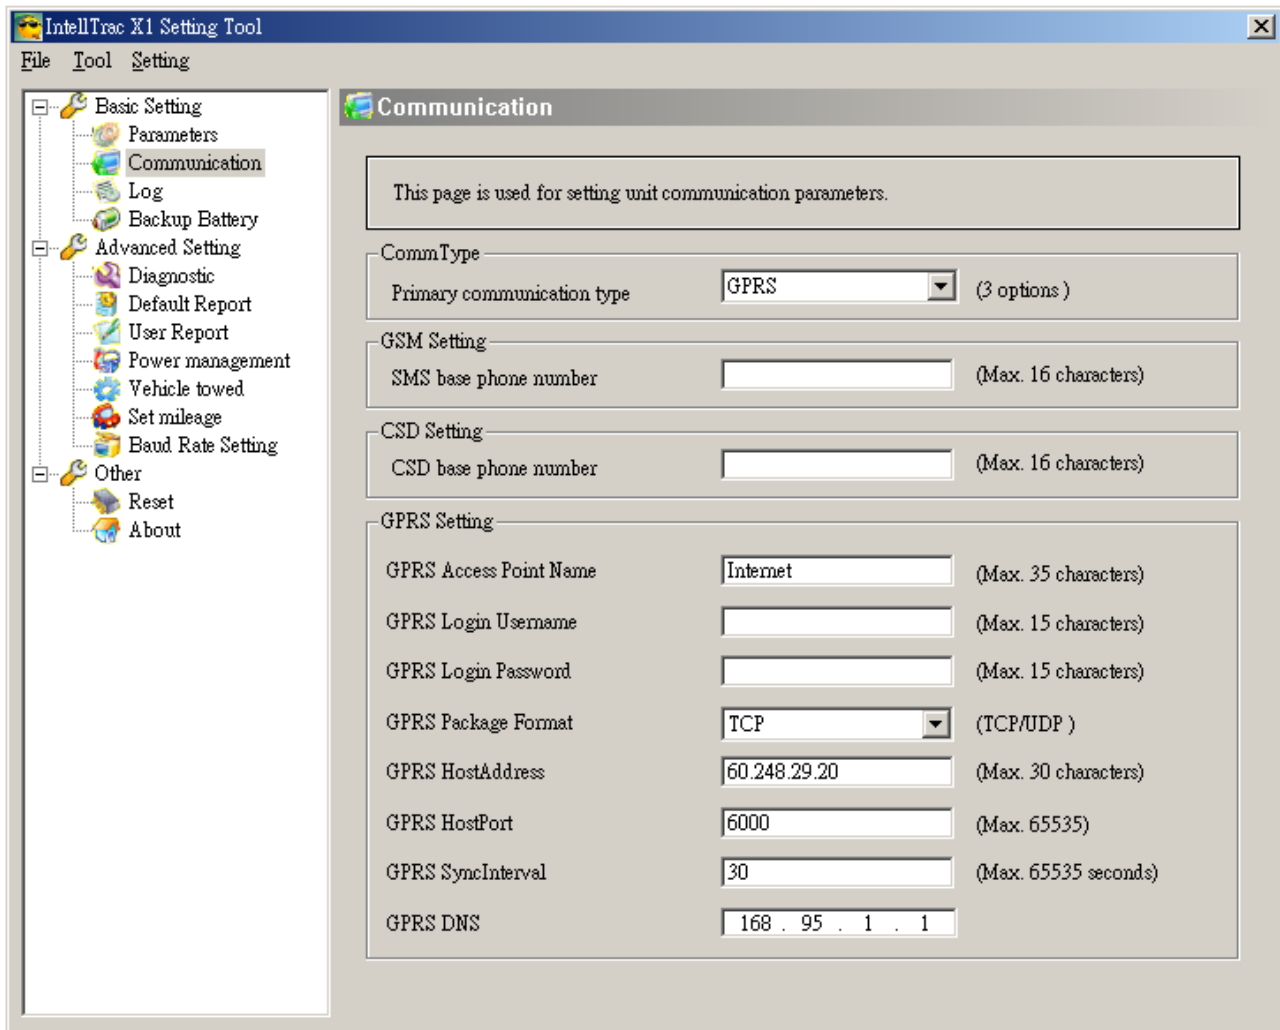 IntellTrac X1 Setting Tool
File Tool Setting
Basic Setting
Parameters
Communication
Log
Backup Battery
Advanced Setting
Diagnostic
Default Report
User Report
Power management
Vehicle towed
Set mileage
Baud Rate Setting
Other
Reset
About
Communication
This page is used for setting unit communication parameters.
CommType
Primary communication type GPRS (3 options )
GSM Setting
SMS base phone number (Max. 16 characters)
CSD Setting
CSD base phone number (Max. 16 characters)
GPRS Setting
GPRS Access Point Name Internet (Max. 35 characters)
GPRS Login Username (Max. 15 characters)
GPRS Login Password (Max. 15 characters)
GPRS Package Format TCP (TCP/UDP )
GPRS HostAddress 60.248.29.20 (Max. 30 characters)
GPRS HostPort 6000 (Max. 65535)
GPRS SyncInterval 30 (Max. 65535 seconds)
GPRS DNS 168 . 95 . 1 . 1